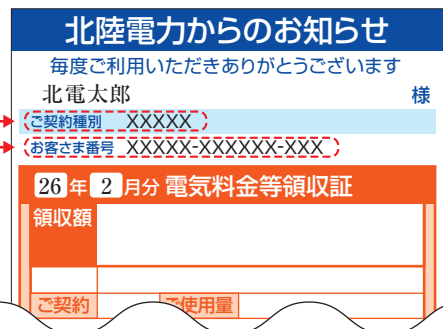 北陸電力からのお知らせ
毎度ご利用いただきありがとうございます
北電太郎 様
ご契約種別 XXXXX
お客さま番号 XXXXX-XXXXXX-XXX
26年2月分電気料金等領収証
領収額
ご契約 ご使用量